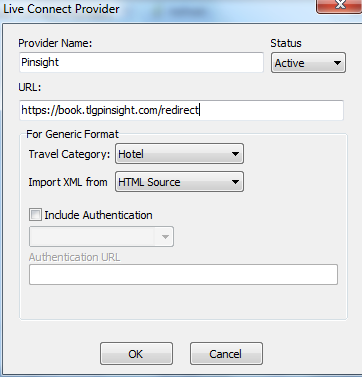 Live Connect Provider
Provider Name:
Status
Pinsight
Active
URL:
https://book.tlgpinsight.com/redirect
For Generic Format
Travel Category:
Hotel
Import XML from
HTML Source
Include Authentication
Authentication URL
OK
Cancel